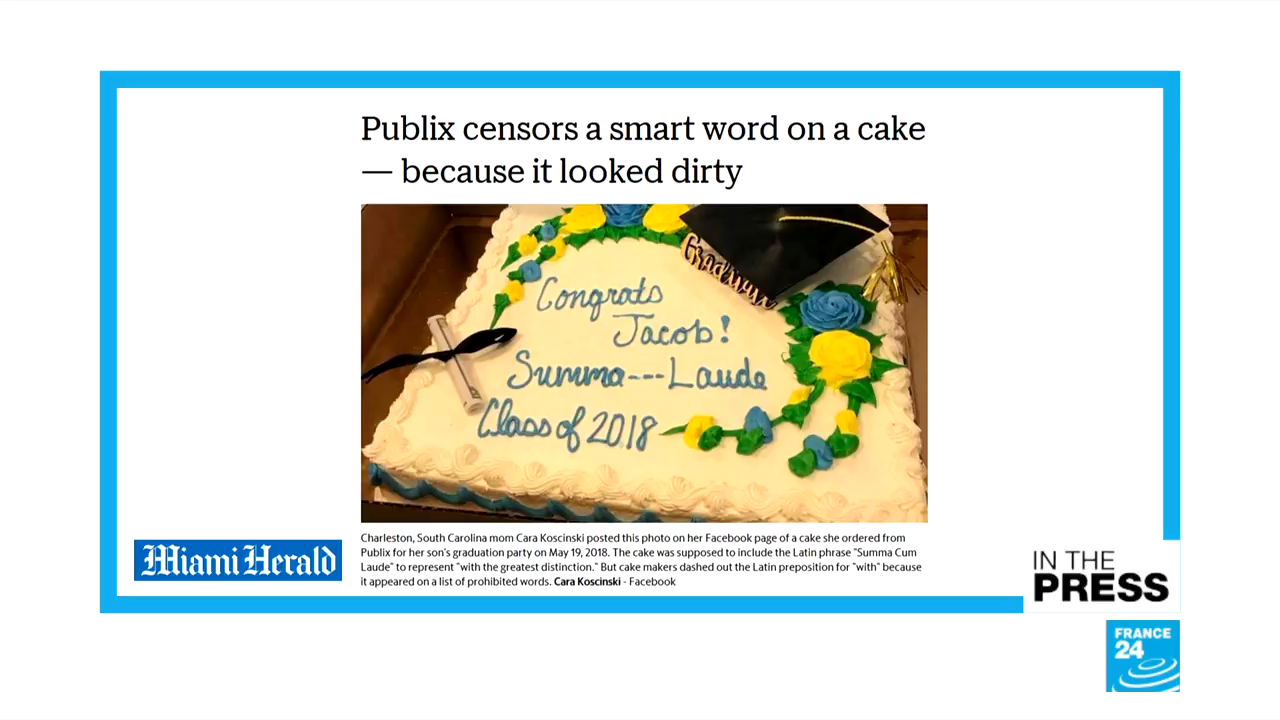 Publix censors a smart word on a cake
— because it looked dirty
Congrats
Jacob!
Summa---Laude
Class of 2018
Charleston, South Carolina mom Cara Koscinski posted this photo on her Facebook page of a cake she ordered from
Publix for her son's graduation party on May 19, 2018. The cake was supposed to include the Latin phrase "Summa Cum
Laude" to represent "with the greatest distinction." But cake makers dashed out the Latin preposition for "with" because
it appeared on a list of prohibited words. Cara Koscinski - Facebook
Miami Herald
IN THE
PRESS
FRANCE
24